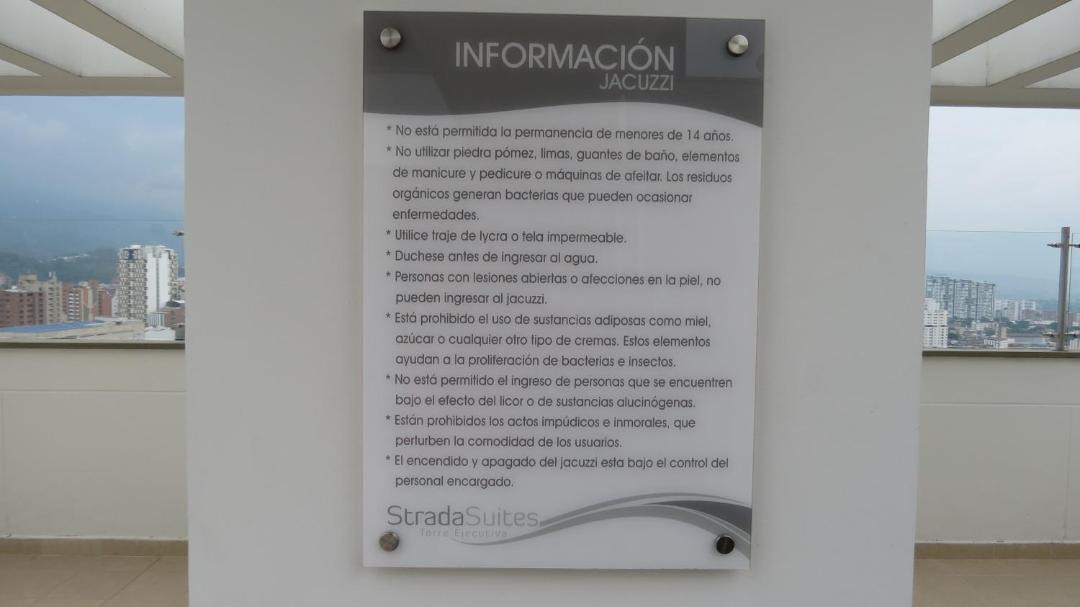 INFORMACIÓN
JACUZZI
* No está permitida la permanencia de menores de 14 años.
* No utilizar piedra pómez, limas, guantes de baño, elementos
de manicure y pedicure o máquinas de afeitar. Los residuos
orgánicos generan bacterias que pueden ocasionar
enfermedades.
* Utilice traje de lycra o tela impermeable.
* Duchese antes de ingresar al agua.
* Personas con lesiones abiertas o afecciones en la piel, no
pueden ingresar al jacuzzi.
* Está prohibido el uso de sustancias adiposas como miel,
azúcar o cualquier otro tipo de cremas. Estos elementos
ayudan a la proliferación de bacterias e insectos.
* No está permitido el ingreso de personas que se encuentren
bajo el efecto del licor o de sustancias alucinógenas.
* Están prohibidos los actos impúdicos e inmorales, que
perturben la comodidad de los usuarios.
* El encendido y apagado del jacuzzi esta bajo el control del
personal encargado.
StradaSuites
Torre Ejecutiva